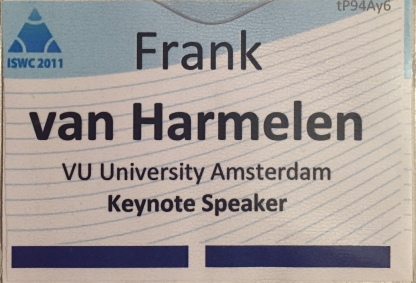 tP94Ay6
ISWC 2011
Frank
van Harmelen
VU University Amsterdam
Keynote Speaker